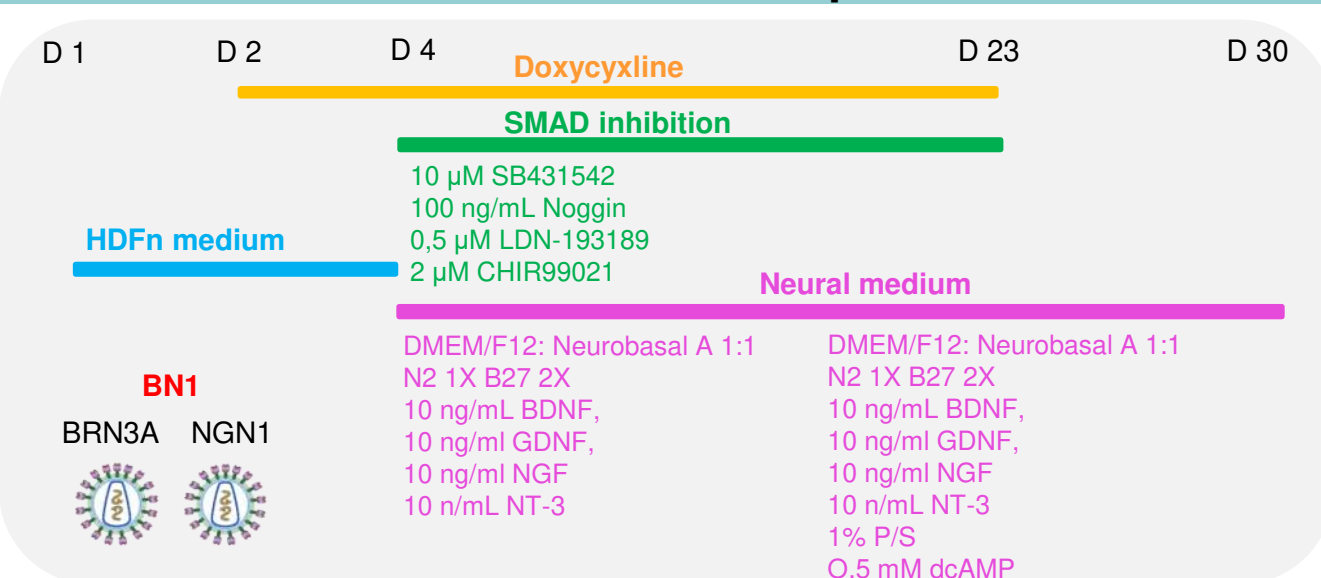 D 1
D 2
D 4
D 23
D 30
Doxycyxline
SMAD inhibition
10 µM SB431542
100 ng/mL Noggin
0,5 µM LDN-193189
2 µM CHIR99021
HDFn medium
Neural medium
DMEM/F12: Neurobasal A 1:1
N2 1X B27 2X
10 ng/mL BDNF,
10 ng/ml GDNF,
10 ng/ml NGF
10 n/mL NT-3
DMEM/F12: Neurobasal A 1:1
N2 1X B27 2X
10 ng/mL BDNF,
10 ng/ml GDNF,
10 ng/ml NGF
10 n/mL NT-3
1% P/S
O,5 mM dcAMP
BN1
BRN3A
NGN1